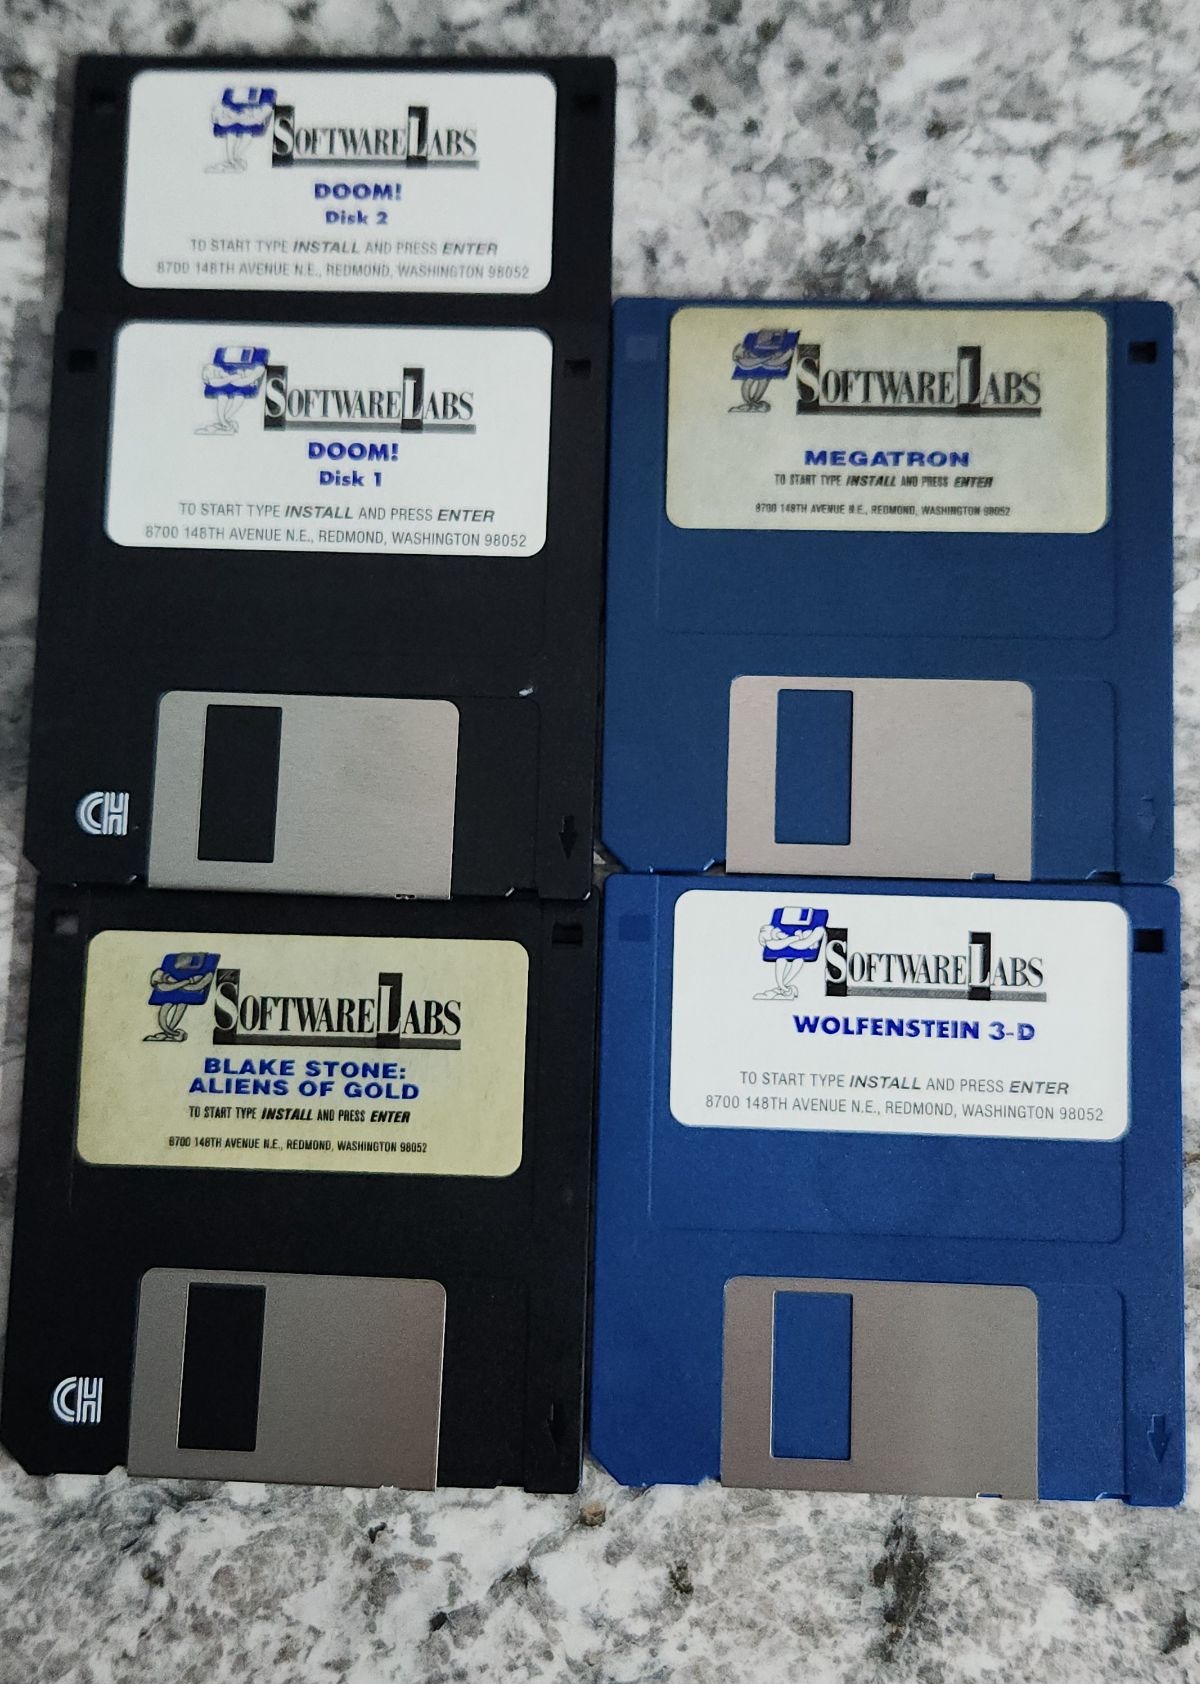 SOFTWARE LABS
DOOM!
Disk 2
TO START TYPE INSTALL AND PRESS ENTER
8700 148TH AVENUE N.E., REDMOND, WASHINGTON 98052
SOFTWARE LABS
DOOM!
Disk 1
TO START TYPE INSTALL AND PRESS ENTER
8700 148TH AVENUE N.E., REDMOND, WASHINGTON 98052
CH
The
SOFTWARE LABS
BLAKE STONE:
ALIENS OF GOLD
TO START TYPE INSTALL AND PRESS ENTER
8700 148TH AVENUE N.E., REDMOND, WASHINGTON 98052
CH
SOFTWARE LABS
MEGATRON
TO START TYPE INSTALL AND PRESS ENTER
8700 148TH AVENUE N.E., REDMOND, WASHINGTON 98052
SOFTWARE LABS
WOLFENSTEIN 3-D
TO START TYPE INSTALL AND PRESS ENTER
8700 148TH AVENUE N.E., REDMOND, WASHINGTON 98052